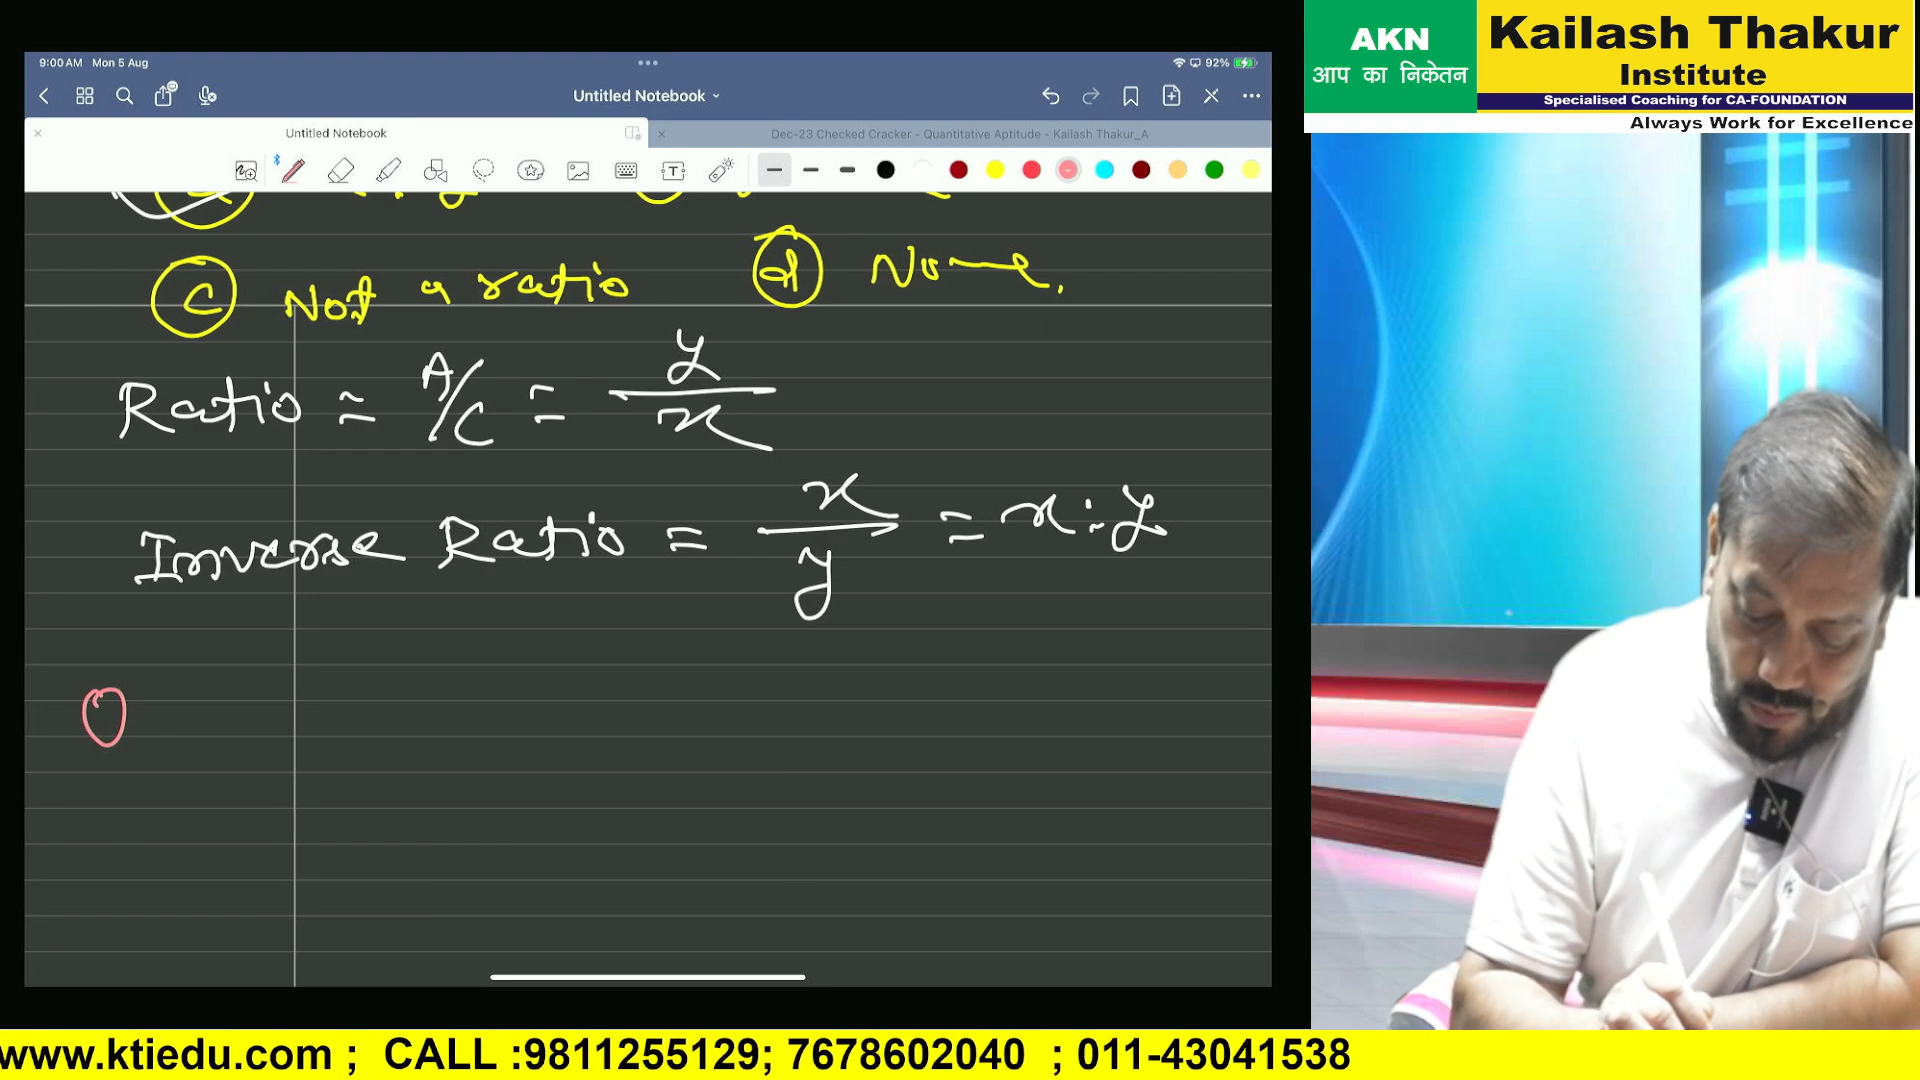 9:00 AM Mon 5 Aug
92%
Untitled Notebook
Untitled Notebook
Dec-23 Checked Cracker - Quantitative Aptitude - Kailash Thakur_A
T
(C) Not a ratio (d) None.
Ratio = A/C = y/x
Inverse Ratio = x/y = x:y
AKN
आप का निकेतन
Kailash Thakur
Institute
Specialised Coaching for CA-FOUNDATION
Always Work for Excellence
www.ktiedu.com ; CALL :9811255129; 7678602040 ; 011-43041538